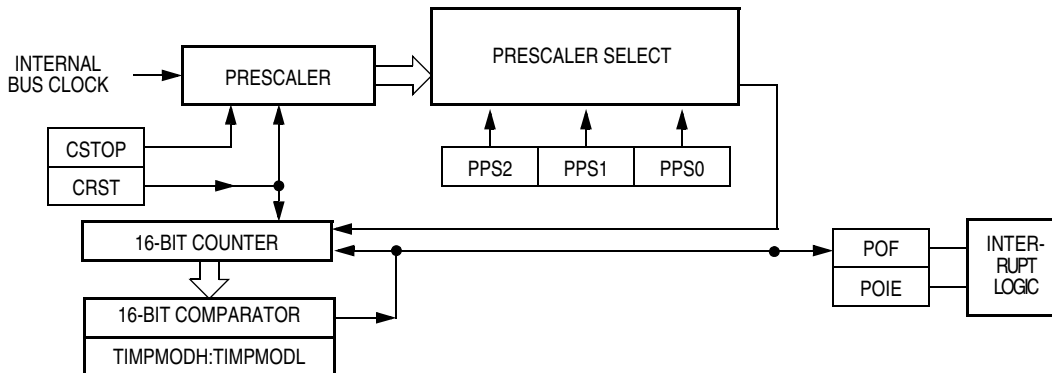 INTERNAL
BUS CLOCK
PRESCALER
PRESCALER SELECT
CSTOP
CRST
PPS2
PPS1
PPS0
16-BIT COUNTER
POF
POIE
INTER-
RUPT
LOGIC
16-BIT COMPARATOR
TIMPMODH:TIMPMODL